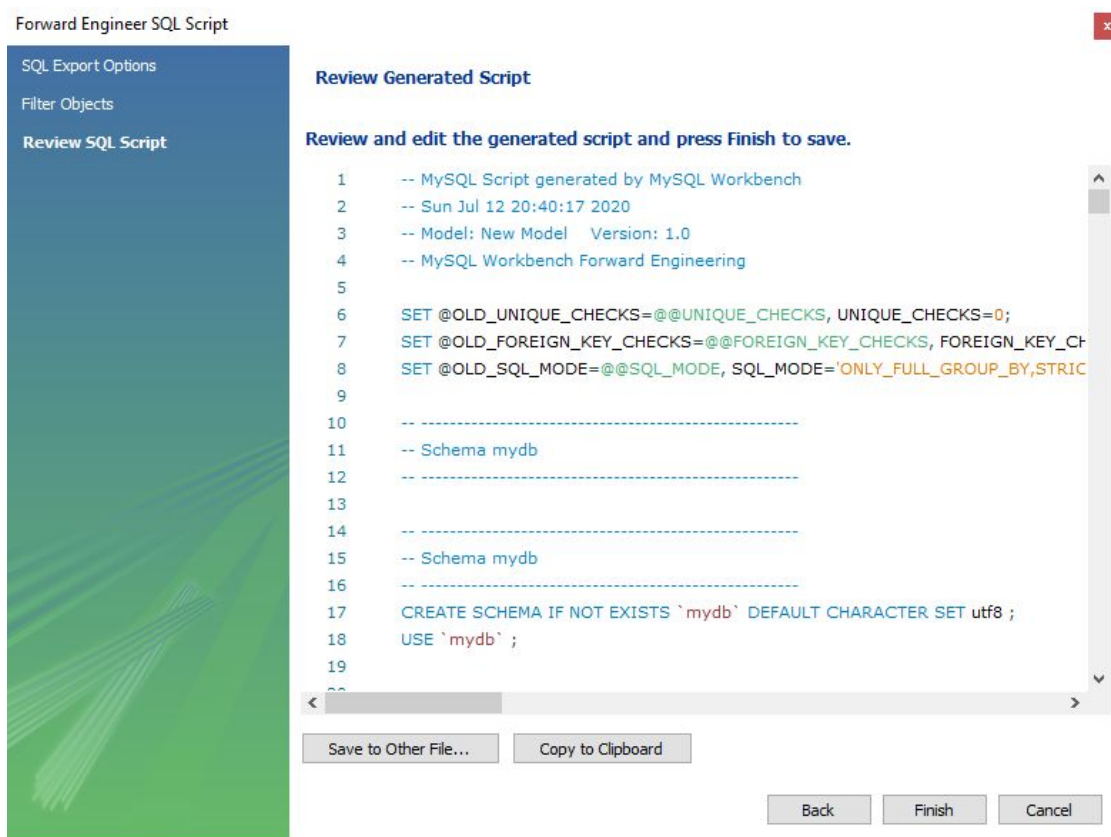 Forward Engineer SQL Script
x
SQL Export Options
Filter Objects
Review SQL Script
Review Generated Script
Review and edit the generated script and press Finish to save.
1 -- MySQL Script generated by MySQL Workbench
2 -- Sun Jul 12 20:40:17 2020
3 -- Model: New Model    Version: 1.0
4 -- MySQL Workbench Forward Engineering
5
6 SET @OLD_UNIQUE_CHECKS=@@UNIQUE_CHECKS, UNIQUE_CHECKS=0;
7 SET @OLD_FOREIGN_KEY_CHECKS=@@FOREIGN_KEY_CHECKS, FOREIGN_KEY_CH
8 SET @OLD_SQL_MODE=@@SQL_MODE, SQL_MODE='ONLY_FULL_GROUP_BY,STRIC
9
10 -- -----------------------------------------------------
11 -- Schema mydb
12 -- -----------------------------------------------------
13
14 -- -----------------------------------------------------
15 -- Schema mydb
16 -- -----------------------------------------------------
17 CREATE SCHEMA IF NOT EXISTS `mydb` DEFAULT CHARACTER SET utf8 ;
18 USE `mydb` ;
19
Save to Other File...
Copy to Clipboard
Back
Finish
Cancel